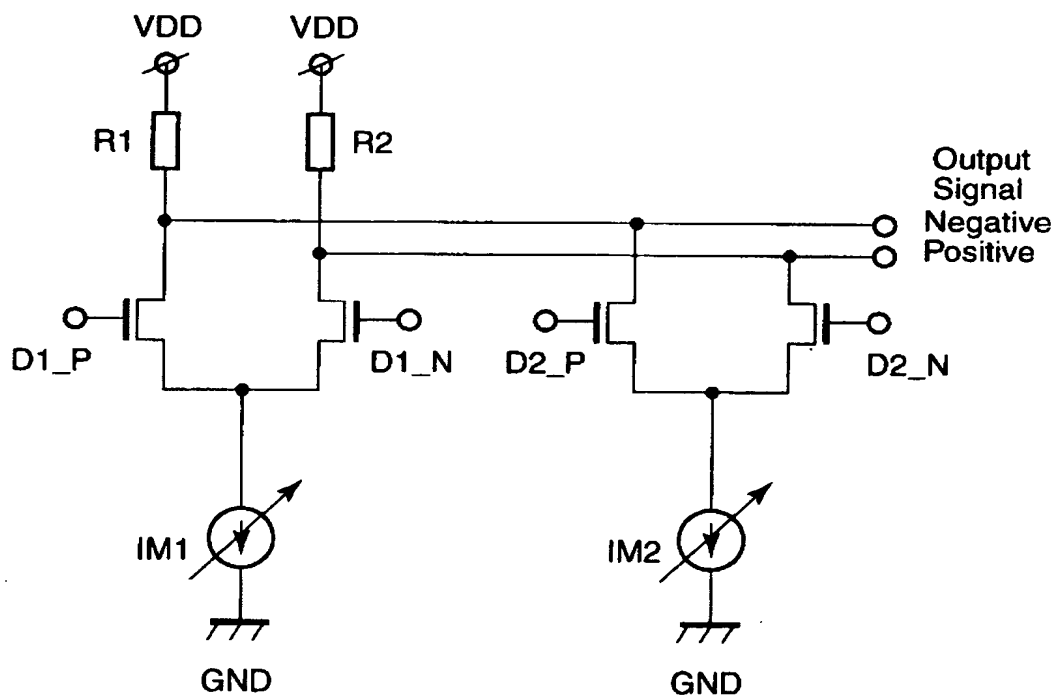 VDD
VDD
R1
R2
Output
Signal
Negative
Positive
D1_P
D1_N
D2_P
D2_N
IM1
IM2
GND
GND